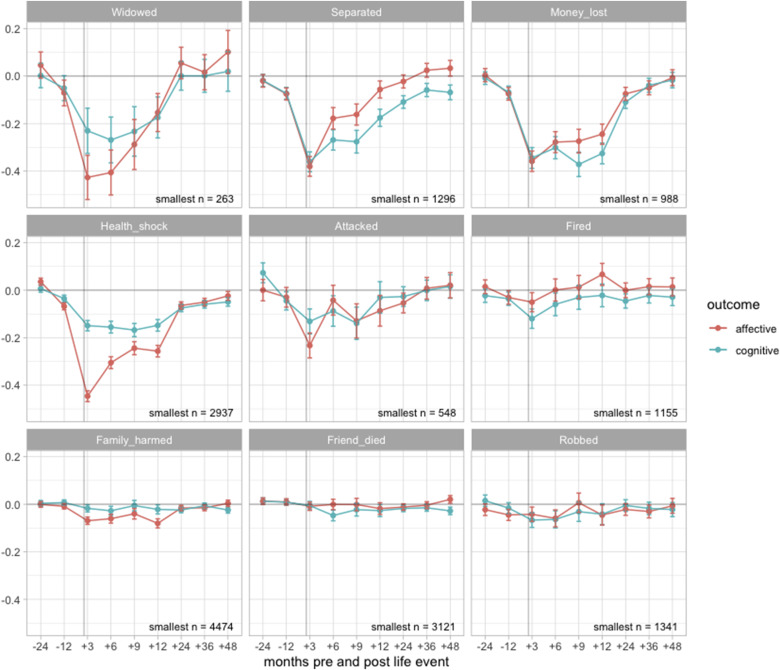 Widowed Separated Money_lost
0.2
0.0
-0.2
-0.4
smallest n = 263 smallest n = 1296 smallest n = 988
Health_shock Attacked Fired
0.2
0.0
-0.2
-0.4
smallest n = 2937 smallest n = 548 smallest n = 1155
outcome
affective
cognitive
Family_harmed Friend_died Robbed
0.2
0.0
-0.2
-0.4
smallest n = 4474 smallest n = 3121 smallest n = 1341
-24 -12 +3 +6 +9 +12 +24 +36 +48 -24 -12 +3 +6 +9 +12 +24 +36 +48 -24 -12 +3 +6 +9 +12 +24 +36 +48
months pre and post life event